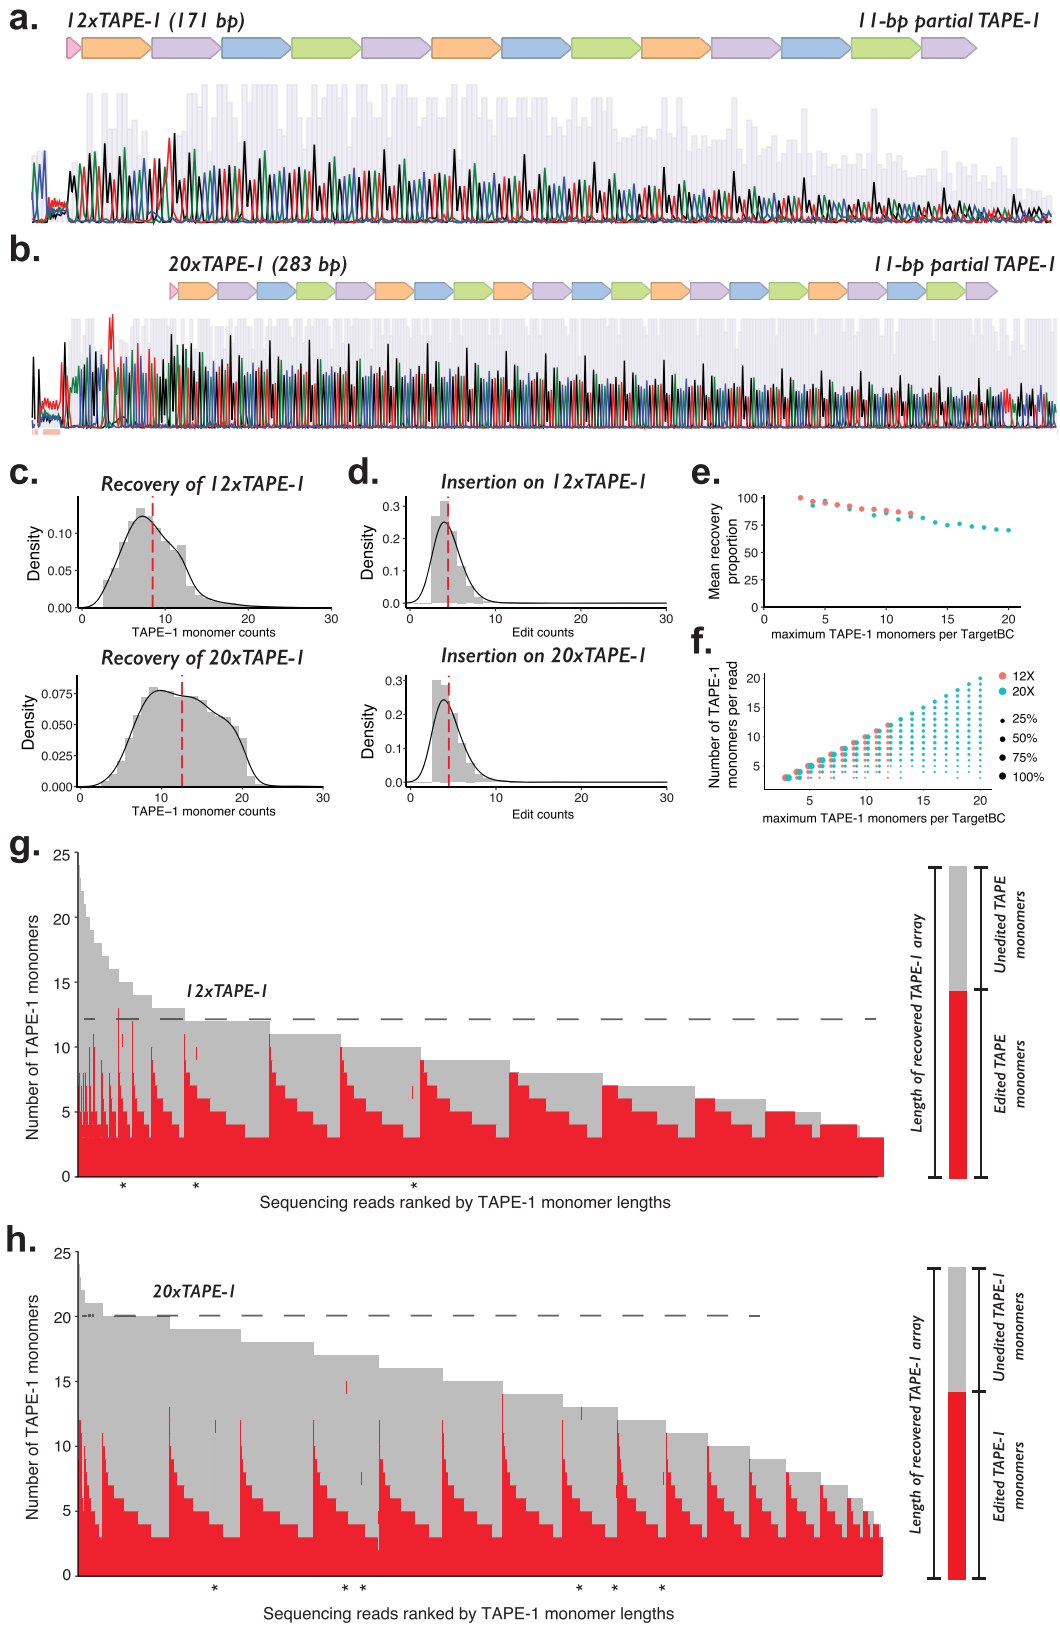 a.
12xTAPE-1 (171 bp)
11-bp partial TAPE-1
b.
20xTAPE-1 (283 bp)
11-bp partial TAPE-1
c.
Recovery of 12xTAPE-1
Density
0.10
0.05
0.00
0
10
20
30
TAPE−1 monomer counts
Recovery of 20xTAPE-1
Density
0.075
0.050
0.025
0.000
0
10
20
30
TAPE−1 monomer counts
d.
Insertion on 12xTAPE-1
Density
0.3
0.2
0.1
0.0
0
10
20
30
Edit counts
Insertion on 20xTAPE-1
Density
0.3
0.2
0.1
0.0
0
10
20
30
Edit counts
e.
Mean recovery
proportion
100
75
50
25
0
0
5
10
15
20
maximum TAPE-1 monomers per TargetBC
f.
Number of TAPE-1
monomers per read
20
15
10
5
5
10
15
20
maximum TAPE-1 monomers per TargetBC
12X
20X
25%
50%
75%
100%
g.
Number of TAPE-1 monomers
25
20
15
10
5
0
12xTAPE-1
* * *
Sequencing reads ranked by TAPE-1 monomer lengths
Length of recovered TAPE-1 array
Unedited TAPE
monomers
Edited TAPE
monomers
h.
Number of TAPE-1 monomers
25
20
15
10
5
0
20xTAPE-1
* * * * * *
Sequencing reads ranked by TAPE-1 monomer lengths
Length of recovered TAPE-1 array
Unedited TAPE-1
monomers
Edited TAPE-1
monomers